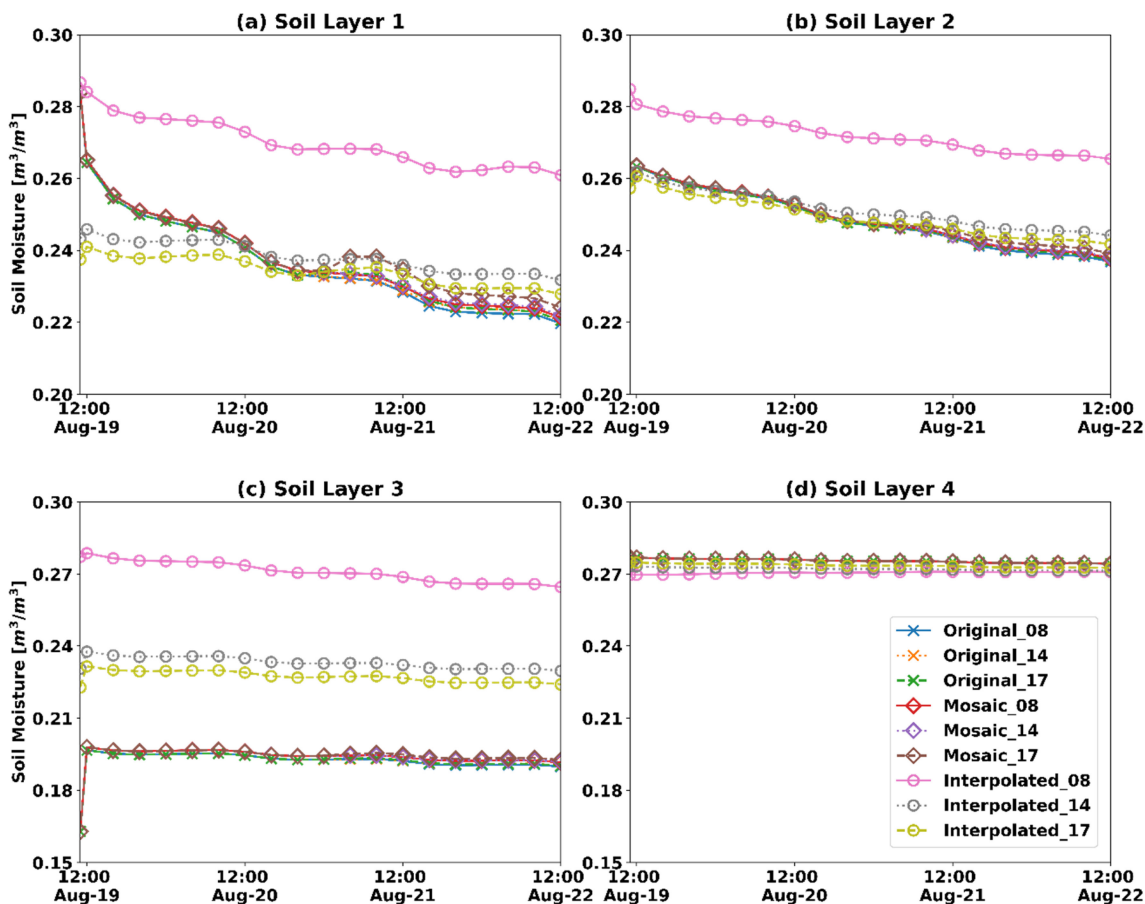 (a) Soil Layer 1
(b) Soil Layer 2
Soil Moisture [m³/m³]
0.30
0.28
0.26
0.24
0.22
0.20
0.30
0.28
0.26
0.24
0.22
0.20
12:00 12:00 12:00 12:00
Aug-19 Aug-20 Aug-21 Aug-22
12:00 12:00 12:00 12:00
Aug-19 Aug-20 Aug-21 Aug-22
(c) Soil Layer 3
(d) Soil Layer 4
Soil Moisture [m³/m³]
0.30
0.27
0.24
0.21
0.18
0.15
0.30
0.27
0.24
0.21
0.18
0.15
Original_08
Original_14
Original_17
Mosaic_08
Mosaic_14
Mosaic_17
Interpolated_08
Interpolated_14
Interpolated_17
12:00 12:00 12:00 12:00
Aug-19 Aug-20 Aug-21 Aug-22
12:00 12:00 12:00 12:00
Aug-19 Aug-20 Aug-21 Aug-22